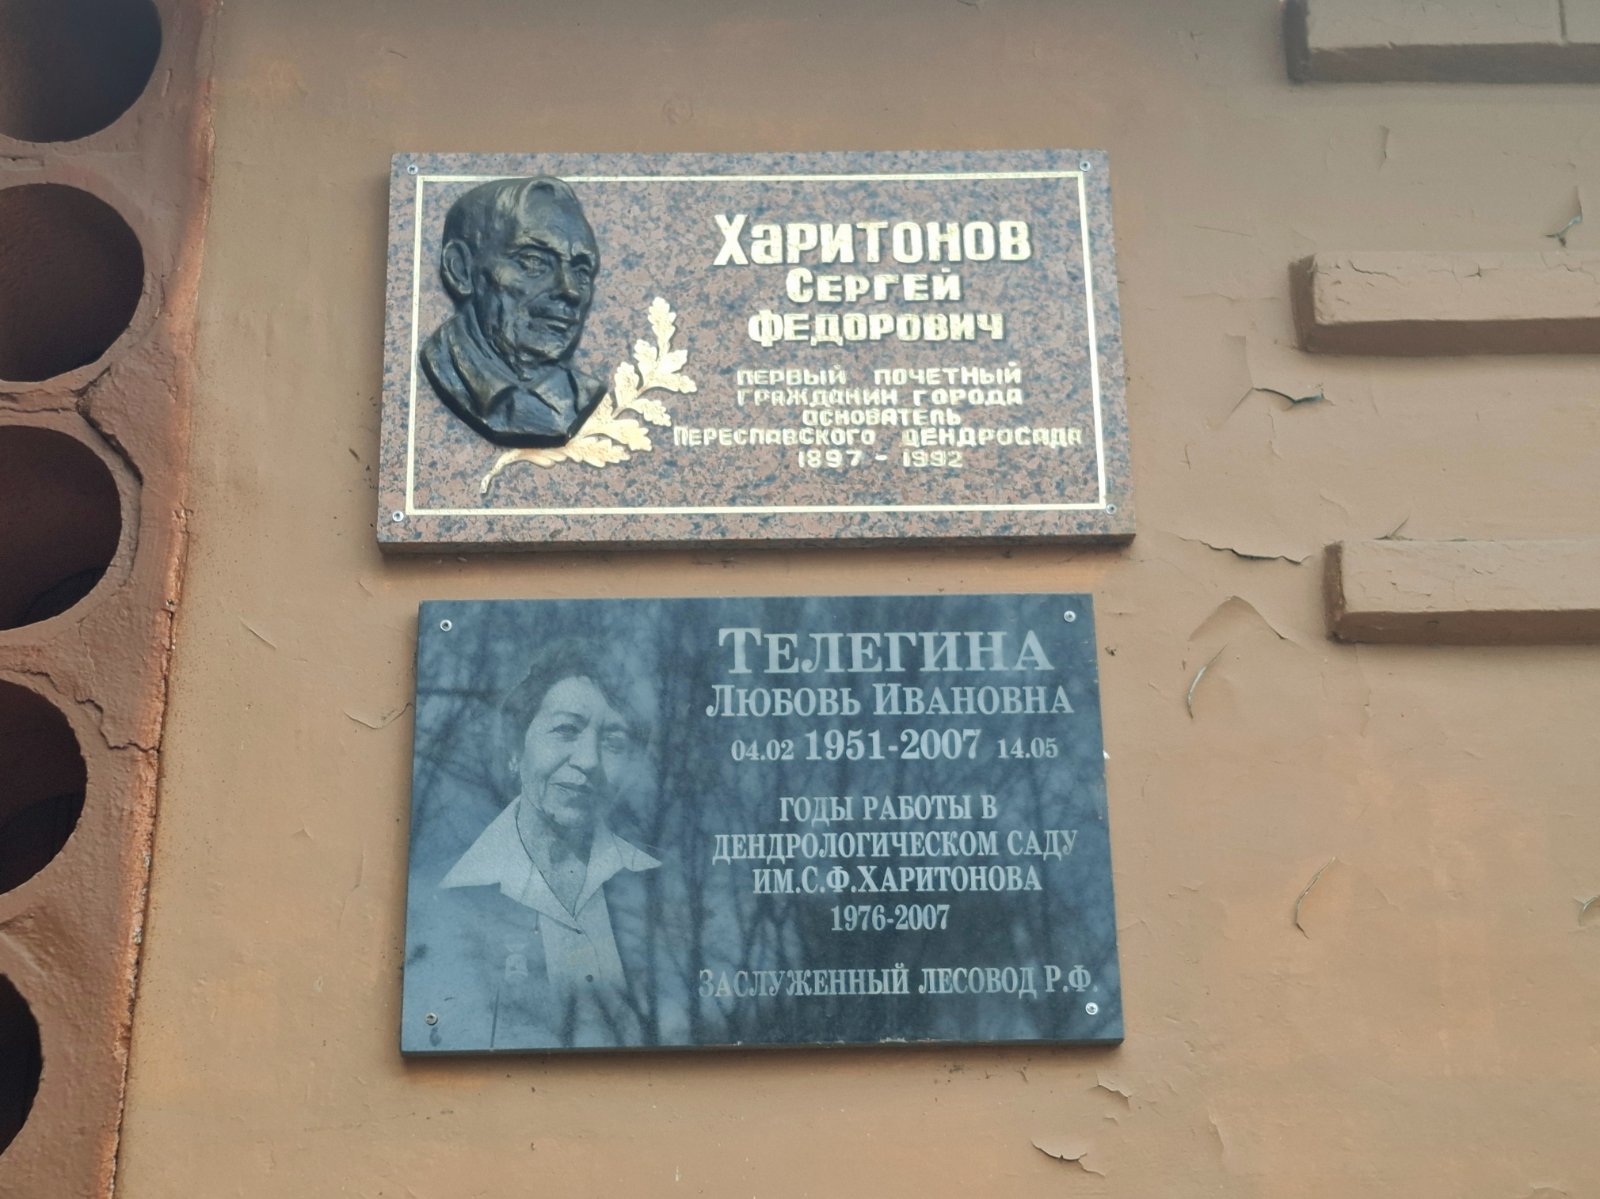 ХАРИТОНОВ
СЕРГЕЙ
ФЕДОРОВИЧ
ПЕРВЫЙ ПОЧЕТНЫЙ
ГРАЖДАНИН ГОРОДА
ОСНОВАТЕЛЬ
ПЕРЕСЛАВСКОГО ДЕНДРОСАДА
1897 - 1992
ТЕЛЕГИНА
ЛЮБОВЬ ИВАНОВНА
04.02 1951-2007 14.05
ГОДЫ РАБОТЫ В
ДЕНДРОЛОГИЧЕСКОМ САДУ
ИМ.С.Ф.ХАРИТОНОВА
1976-2007
ЗАСЛУЖЕННЫЙ ЛЕСОВОД Р.Ф.